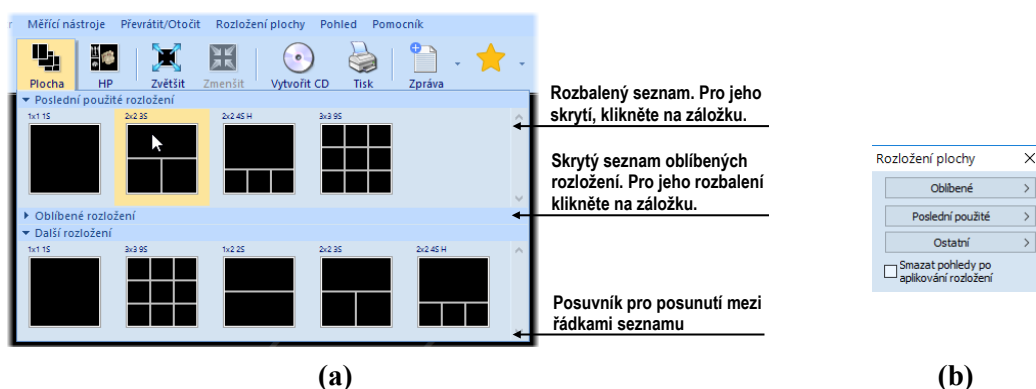 r Měřící nástroje Převrátit/Otočit Rozložení plochy Pohled Pomocník
Plocha HP Zvětšit Zmenšit Vytvořit CD Tisk Zpráva
Poslední použité rozložení
1x1 1S 2x2 3S 2x2 4S H 3x3 9S
Oblíbené rozložení
Další rozložení
1x1 1S 3x3 9S 1x2 2S 2x2 3S 2x2 4S H
Rozbalený seznam. Pro jeho
skrytí, klikněte na záložku.
Skrytý seznam oblíbených
rozložení. Pro jeho rozbalení
klikněte na záložku.
Posuvník pro posunutí mezi
řádkami seznamu
(a)
Rozložení plochy
Oblíbené
Poslední použité
Ostatní
Smazat pohledy po
aplikování rozložení
(b)